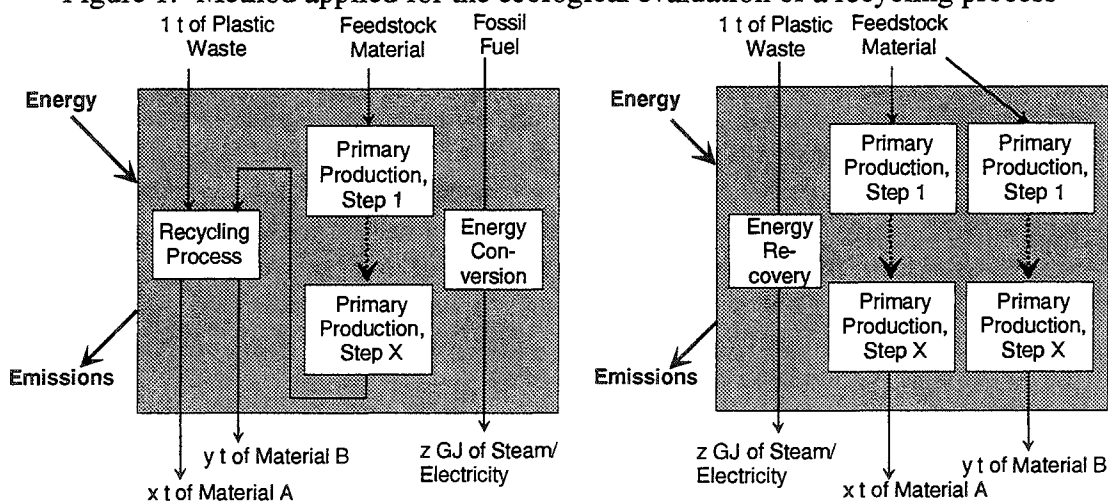 Figure 1: Method applied for the ecological evaluation of a recycling process
1 t of Plastic
Waste
Feedstock
Material
Fossil
Fuel
Energy
Primary
Production,
Step 1
Recycling
Process
Energy
Con-
version
Primary
Production,
Step X
Emissions
y t of Material B
x t of Material A
z GJ of Steam/
Electricity
1 t of Plastic
Waste
Feedstock
Material
Energy
Primary
Production,
Step 1
Primary
Production,
Step 1
Energy
Re-
covery
Primary
Production,
Step X
Primary
Production,
Step X
Emissions
z GJ of Steam/
Electricity
x t of Material A
y t of Material B